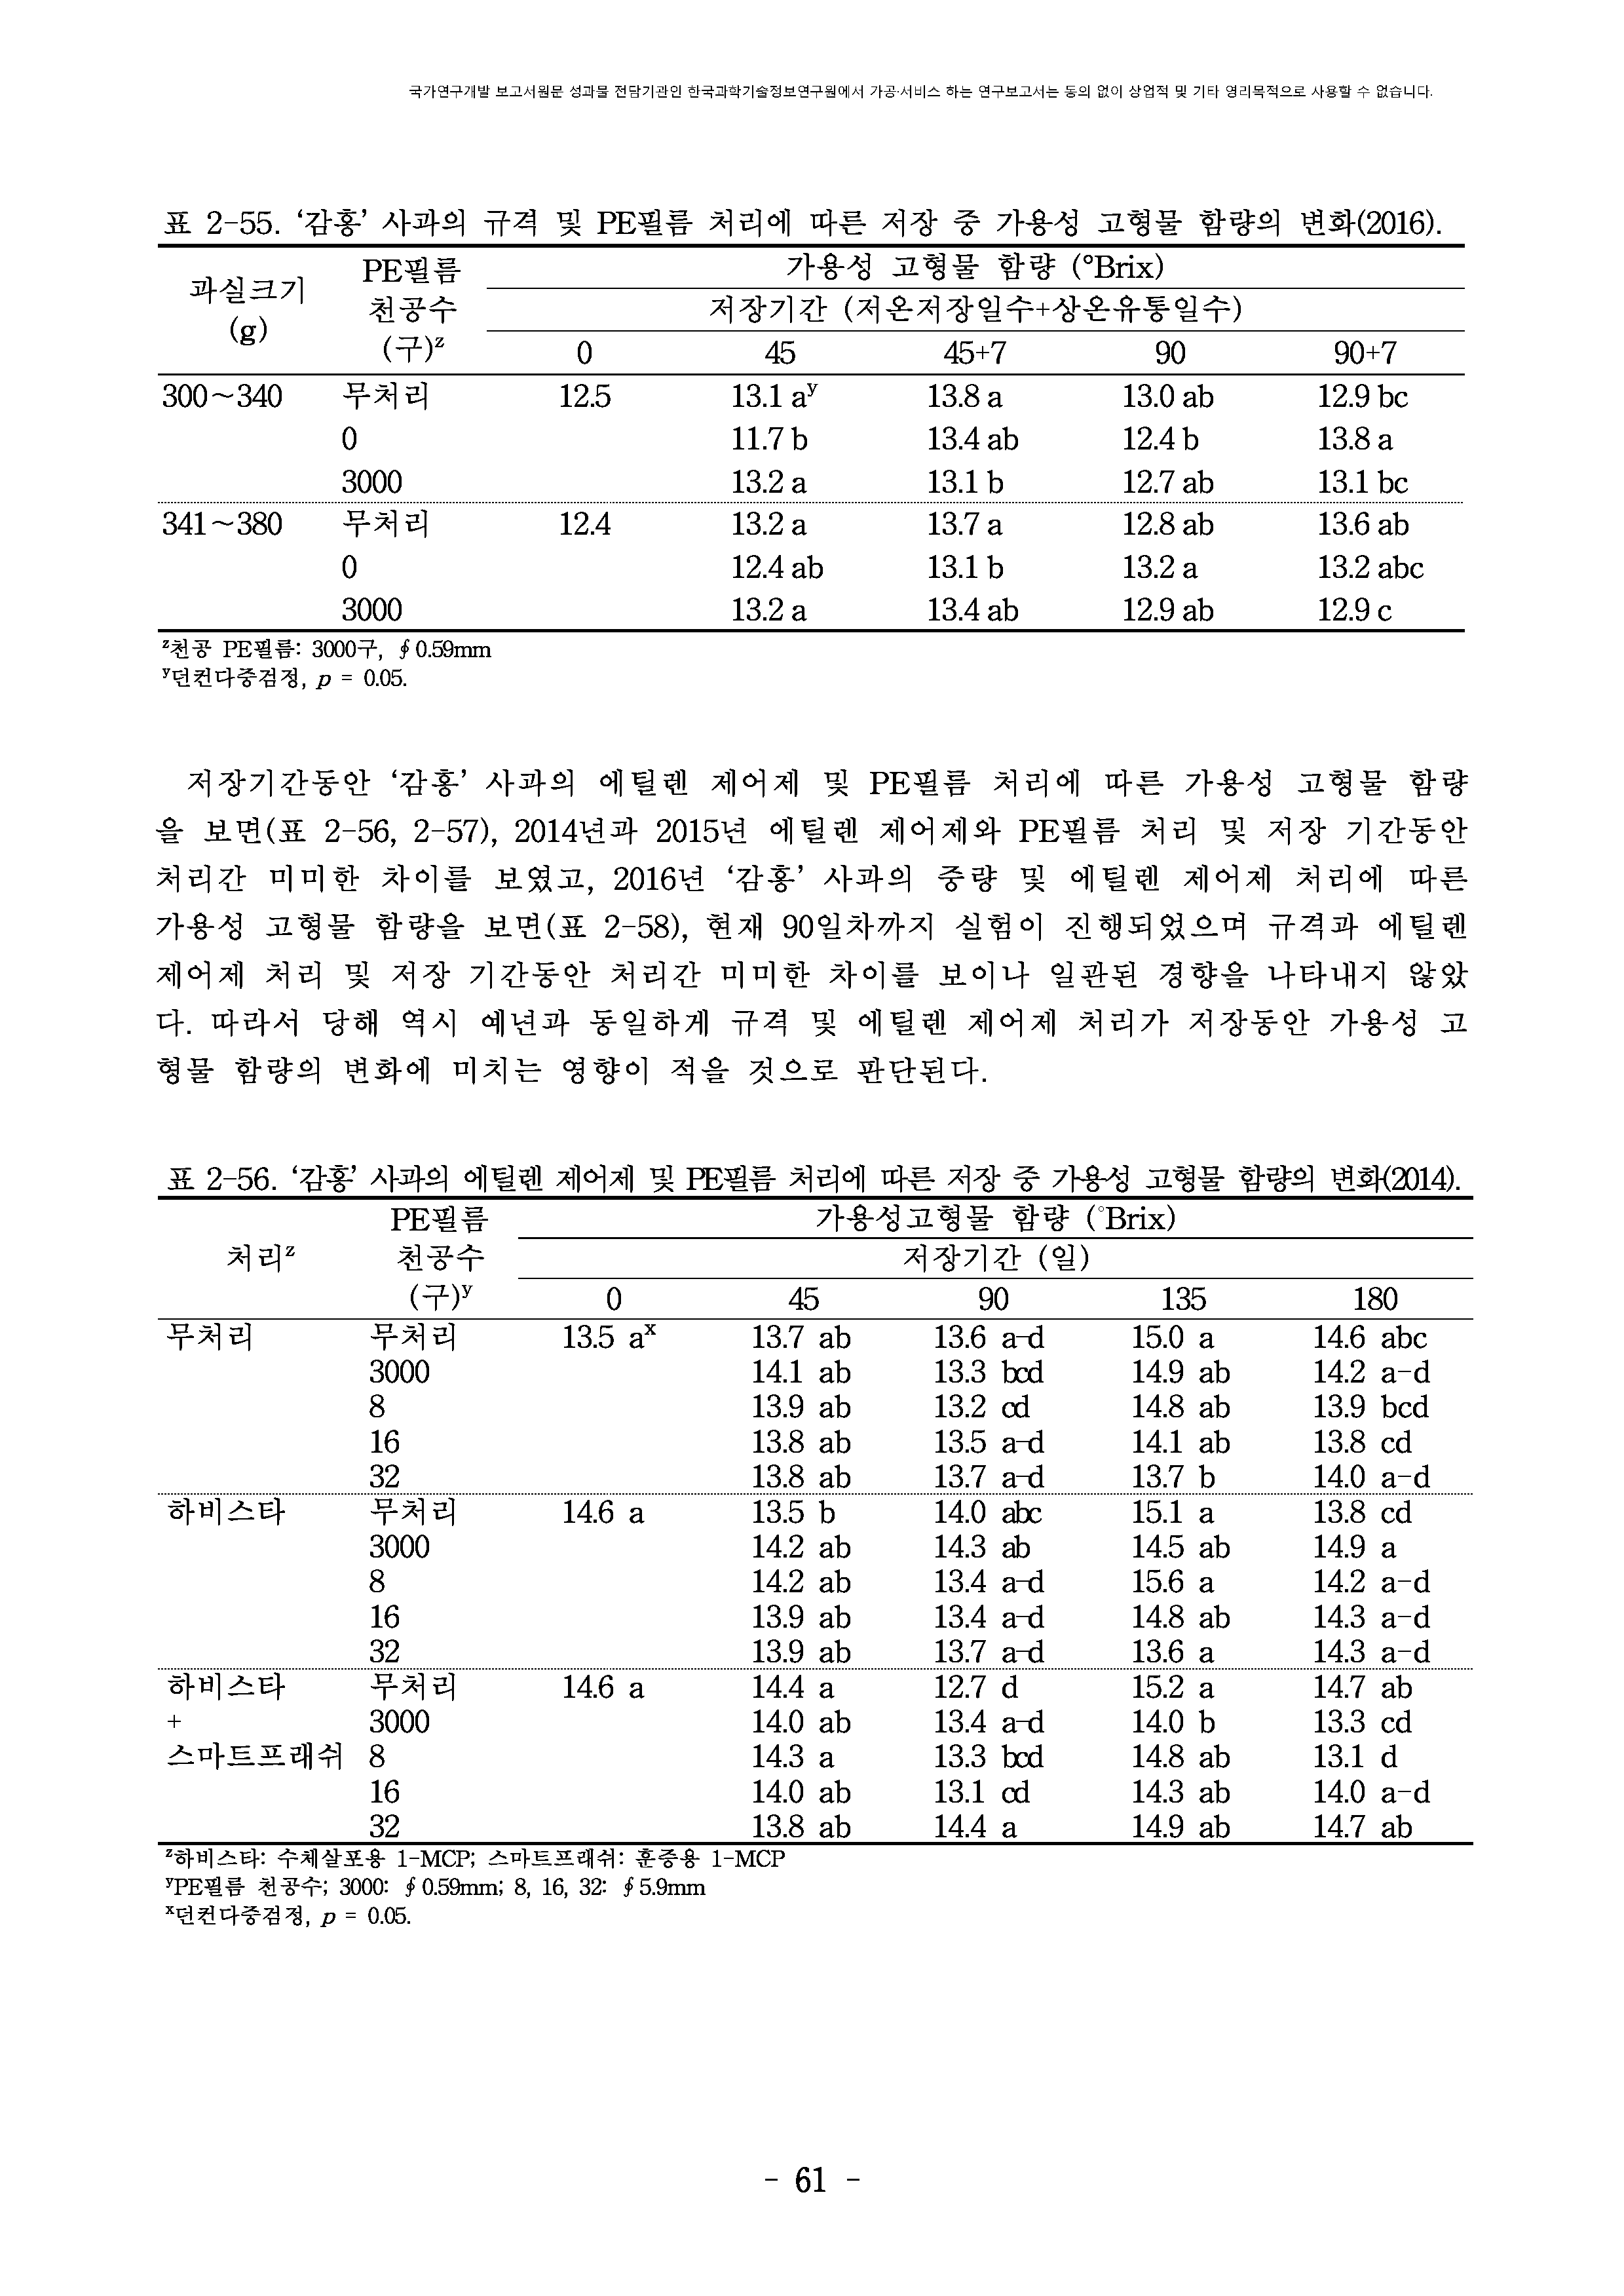 국가연구개발 보고서원문 성과물 전담기관인 한국과학기술정보연구원에서 가공·서비스 하는 연구보고서는 동의 없이 상업적 및 기타 영리목적으로 사용할 수 없습니다.
표 2-55. ‘감홍’ 사과의 규격 및 PE필름 처리에 따른 저장 중 가용성 고형물 함량의 변화(2016).
과실크기 (g) PE필름 천공수 (구)ᶻ 가용성 고형물 함량 (°Brix)
저장기간 (저온저장일수+상온유통일수)
0 45 45+7 90 90+7
300~340 무처리 12.5 13.1 aʸ 13.8 a 13.0 ab 12.9 bc
0 11.7 b 13.4 ab 12.4 b 13.8 a
3000 13.2 a 13.1 b 12.7 ab 13.1 bc
341~380 무처리 12.4 13.2 a 13.7 a 12.8 ab 13.6 ab
0 12.4 ab 13.1 b 13.2 a 13.2 abc
3000 13.2 a 13.4 ab 12.9 ab 12.9 c
ᶻ천공 PE필름: 3000구, ∮0.59mm
ʸ던컨다중검정, p = 0.05.
저장기간동안 ‘감홍’ 사과의 에틸렌 제어제 및 PE필름 처리에 따른 가용성 고형물 함량
을 보면(표 2-56, 2-57), 2014년과 2015년 에틸렌 제어제와 PE필름 처리 및 저장 기간동안
처리간 미미한 차이를 보였고, 2016년 ‘감홍’ 사과의 중량 및 에틸렌 제어제 처리에 따른
가용성 고형물 함량을 보면(표 2-58), 현재 90일차까지 실험이 진행되었으며 규격과 에틸렌
제어제 처리 및 저장 기간동안 처리간 미미한 차이를 보이나 일관된 경향을 나타내지 않았
다. 따라서 당해 역시 예년과 동일하게 규격 및 에틸렌 제어제 처리가 저장동안 가용성 고
형물 함량의 변화에 미치는 영향이 적을 것으로 판단된다.
표 2-56. ‘감홍’ 사과의 에틸렌 제어제 및 PE필름 처리에 따른 저장 중 가용성 고형물 함량의 변화(2014).
처리ᶻ PE필름 천공수 (구)ʸ 가용성고형물 함량 (°Brix)
저장기간 (일)
0 45 90 135 180
무처리 무처리 13.5 aˣ 13.7 ab 13.6 a-d 15.0 a 14.6 abc
3000 14.1 ab 13.3 bcd 14.9 ab 14.2 a-d
8 13.9 ab 13.2 cd 14.8 ab 13.9 bcd
16 13.8 ab 13.5 a-d 14.1 ab 13.8 cd
32 13.8 ab 13.7 a-d 13.7 b 14.0 a-d
하비스타 무처리 14.6 a 13.5 b 14.0 abc 15.1 a 13.8 cd
3000 14.2 ab 14.3 ab 14.5 ab 14.9 a
8 14.2 ab 13.4 a-d 15.6 a 14.2 a-d
16 13.9 ab 13.4 a-d 14.8 ab 14.3 a-d
32 13.9 ab 13.7 a-d 13.6 a 14.3 a-d
하비스타 무처리 14.6 a 14.4 a 12.7 d 15.2 a 14.7 ab
+ 3000 14.0 ab 13.4 a-d 14.0 b 13.3 cd
스마트프래쉬 8 14.3 a 13.3 bcd 14.8 ab 13.1 d
16 14.0 ab 13.1 cd 14.3 ab 14.0 a-d
32 13.8 ab 14.4 a 14.9 ab 14.7 ab
ᶻ하비스타: 수체살포용 1-MCP; 스마트프래쉬: 훈증용 1-MCP
ʸPE필름 천공수; 3000: ∮0.59mm; 8, 16, 32: ∮5.9mm
ˣ던컨다중검정, p = 0.05.
- 61 -